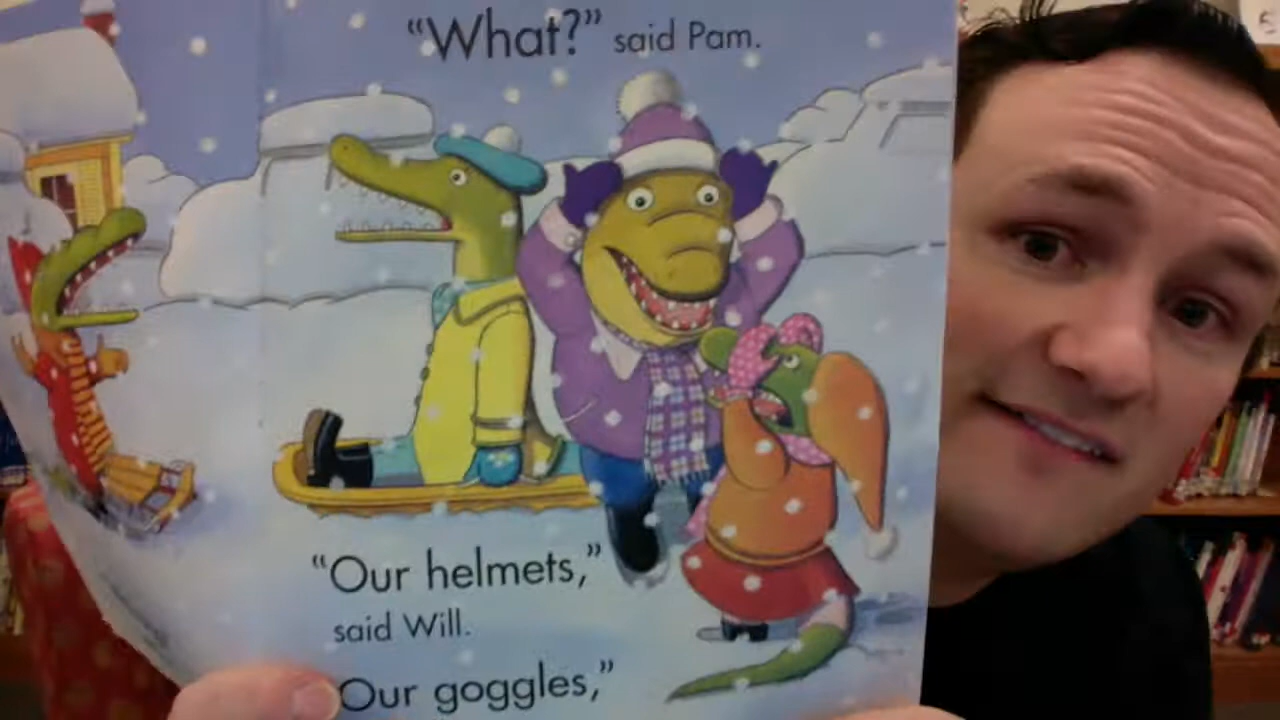 “What?” said Pam.
“Our helmets,”
said Will.
“Our goggles,”